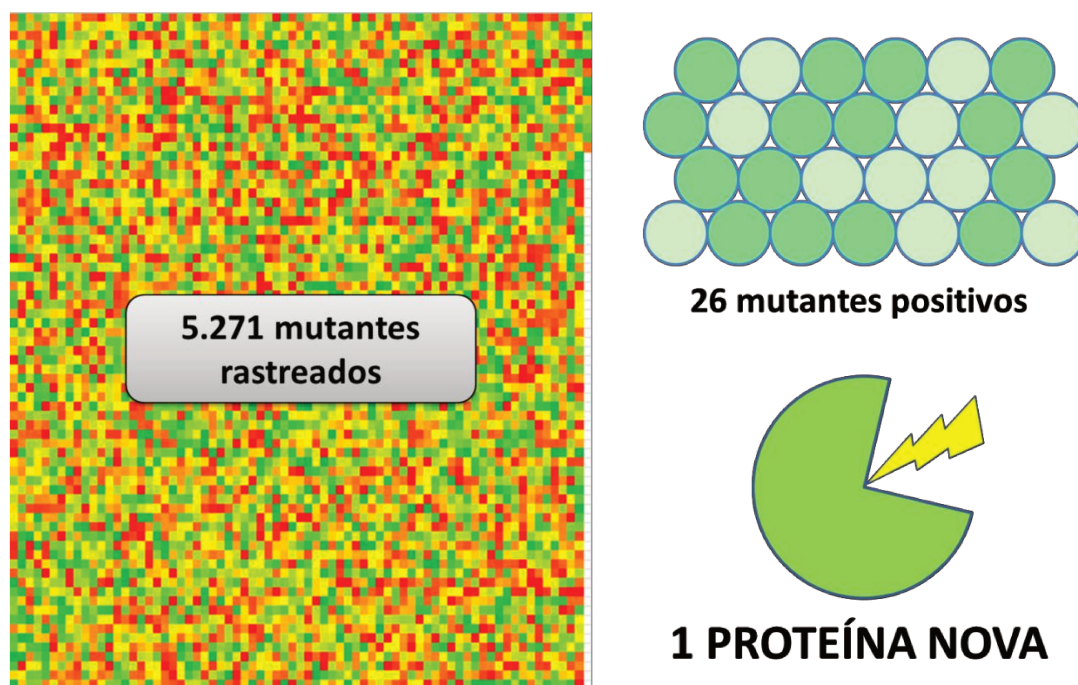 5.271 mutantes
rastreados
26 mutantes positivos
1 PROTEÍNA NOVA